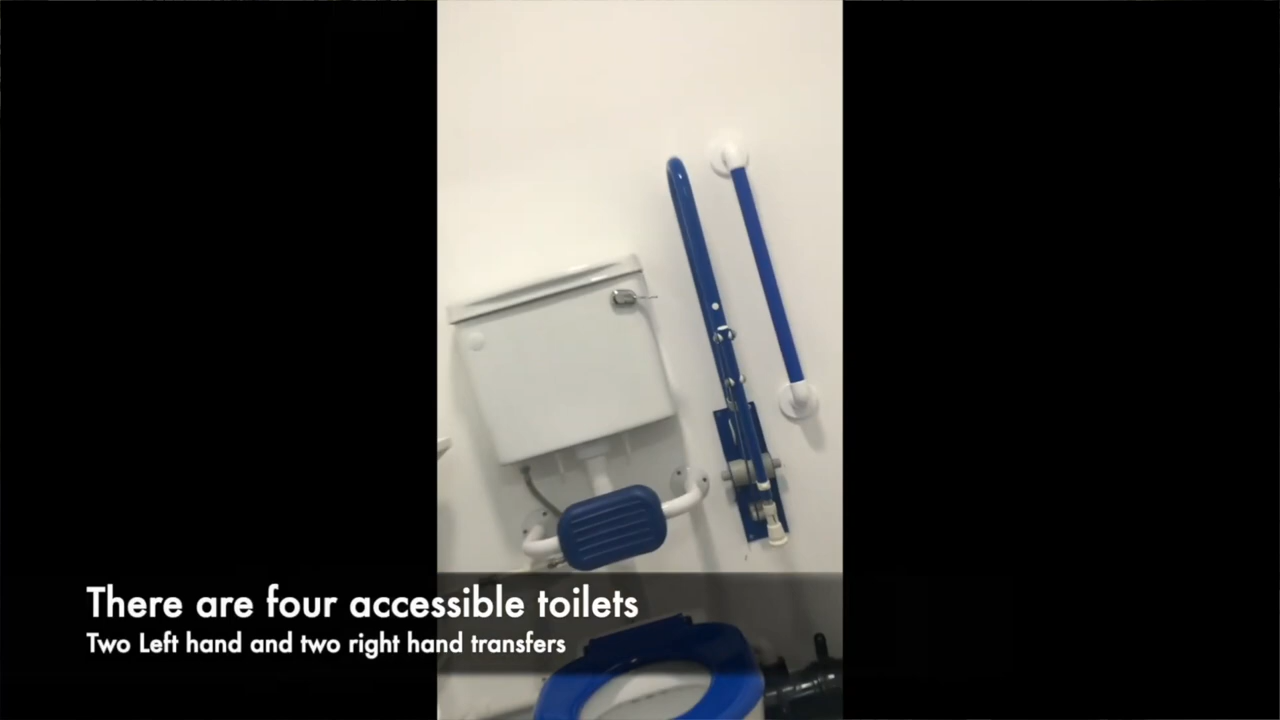 There are four accessible toilets
Two Left hand and two right hand transfers